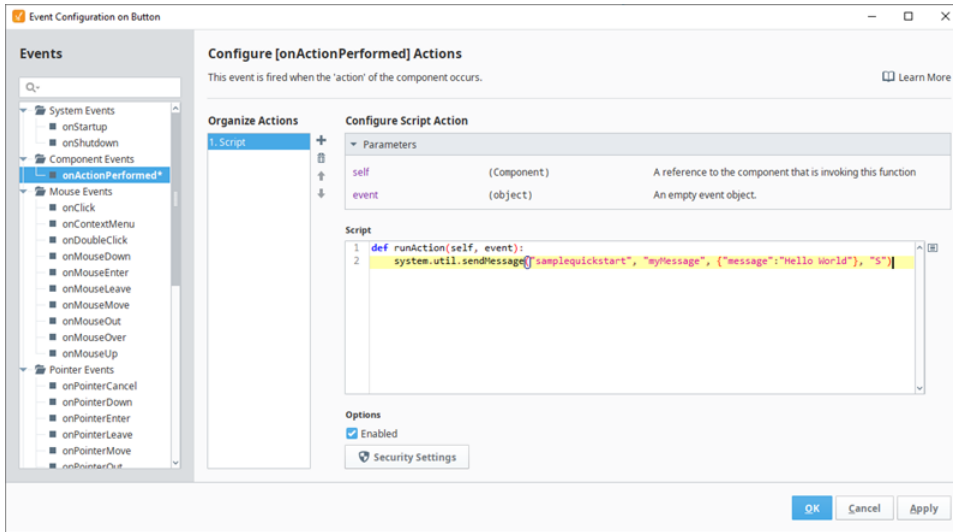 Event Configuration on Button
Events
System Events
onStartup
onShutdown
Component Events
onActionPerformed*
Mouse Events
onClick
onContextMenu
onDoubleClick
onMouseDown
onMouseEnter
onMouseLeave
onMouseMove
onMouseOut
onMouseOver
onMouseUp
Pointer Events
onPointerCancel
onPointerDown
onPointerEnter
onPointerLeave
onPointerMove
onPointerOut
Configure [onActionPerformed] Actions
This event is fired when the 'action' of the component occurs.
Learn More
Organize Actions
1. Script
Configure Script Action
Parameters
self (Component) A reference to the component that is invoking this function
event (object) An empty event object.
Script
1 def runAction(self, event):
2 system.util.sendMessage("samplequickstart", "myMessage", {"message":"Hello World"}, "S")
Options
Enabled
Security Settings
OK Cancel Apply